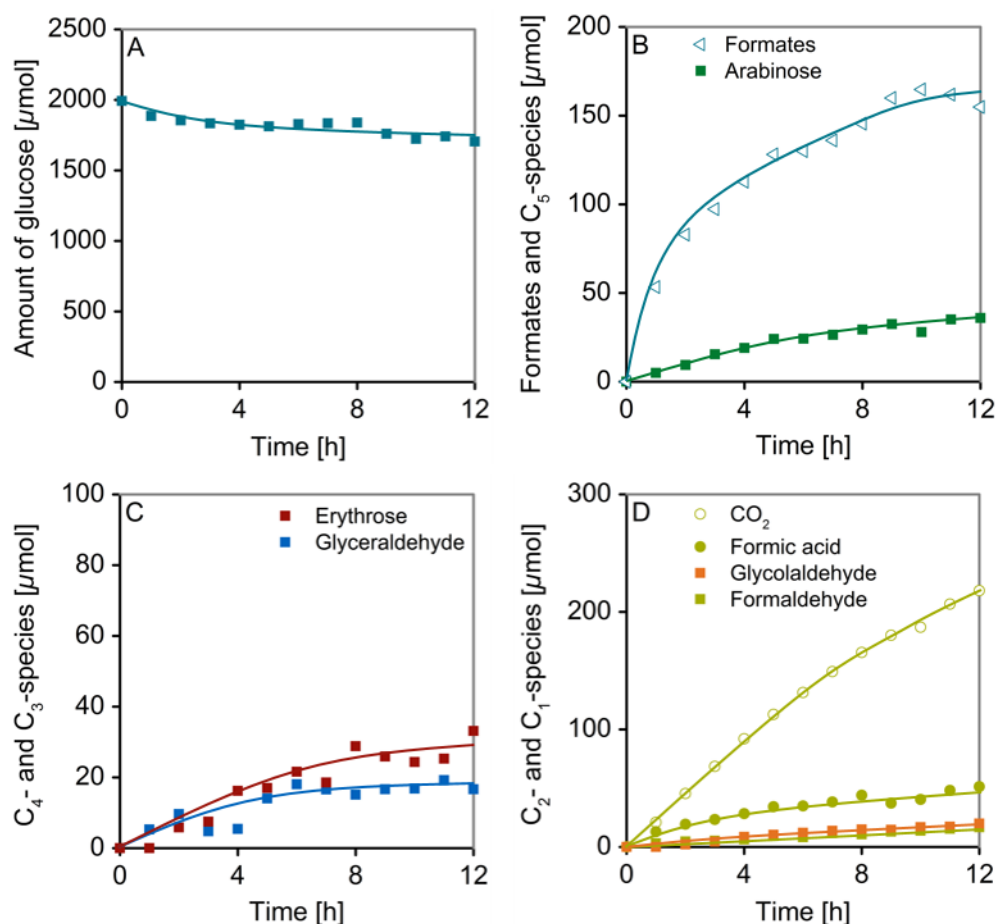 A
Amount of glucose [µmol]
2500
2000
1500
1000
500
0
0 4 8 12
Time [h]
B
Formates
Arabinose
Formates and C₅-species [µmol]
200
150
100
50
0
0 4 8 12
Time [h]
C
Erythrose
Glyceraldehyde
C₄- and C₃-species [µmol]
100
80
60
40
20
0
0 4 8 12
Time [h]
D
CO₂
Formic acid
Glycolaldehyde
Formaldehyde
C₂- and C₁-species [µmol]
300
200
100
0
0 4 8 12
Time [h]